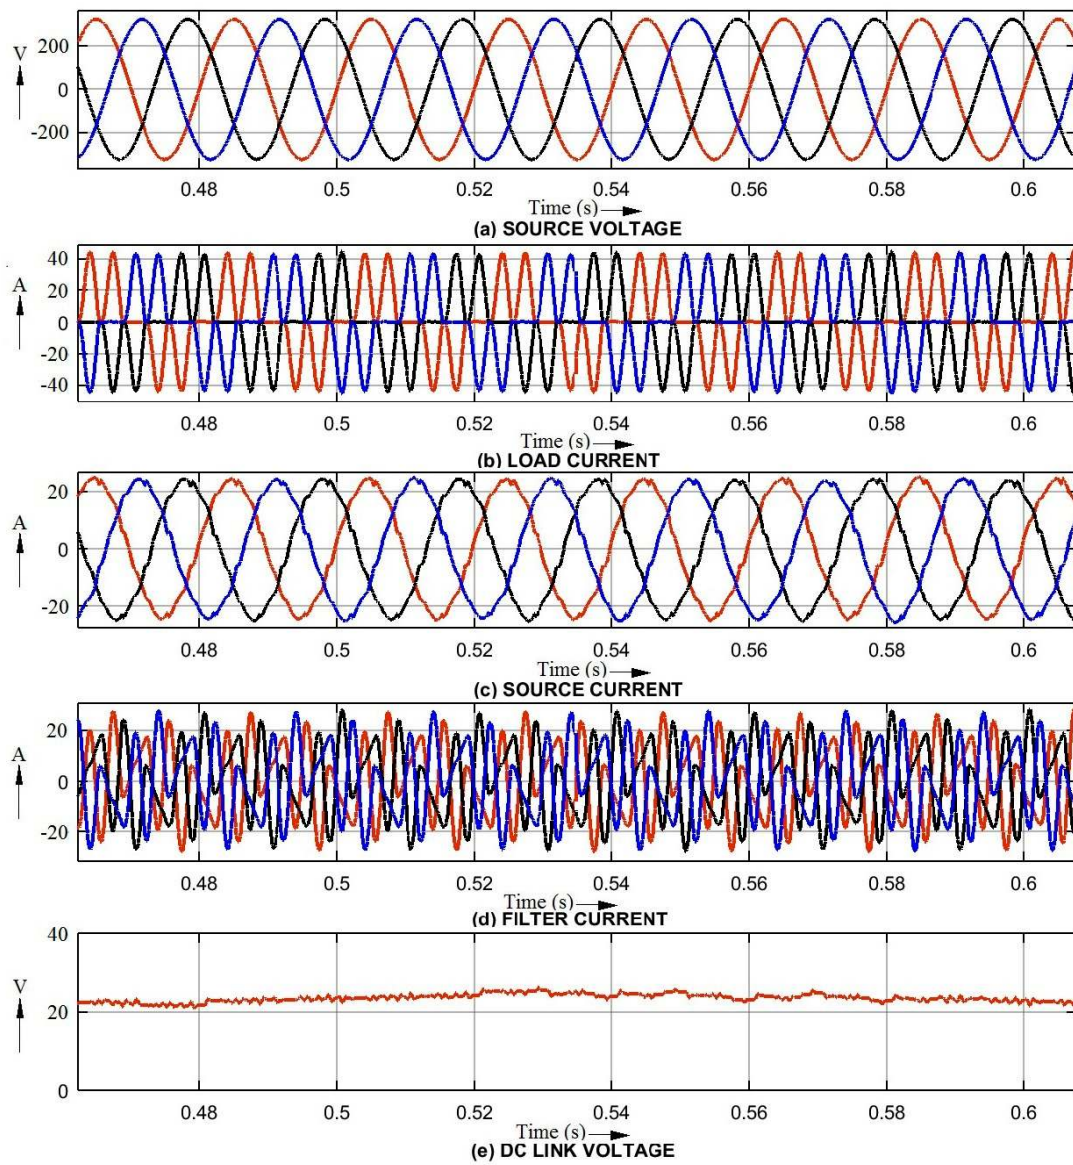 V
200
0
-200
0.48 0.5 0.52 0.54 0.56 0.58 0.6
Time (s)
(a) SOURCE VOLTAGE
A
40
20
0
-20
-40
0.48 0.5 0.52 0.54 0.56 0.58 0.6
Time (s)
(b) LOAD CURRENT
A
20
0
-20
0.48 0.5 0.52 0.54 0.56 0.58 0.6
Time (s)
(c) SOURCE CURRENT
A
20
0
-20
0.48 0.5 0.52 0.54 0.56 0.58 0.6
Time (s)
(d) FILTER CURRENT
V
40
20
0
0.48 0.5 0.52 0.54 0.56 0.58 0.6
Time (s)
(e) DC LINK VOLTAGE